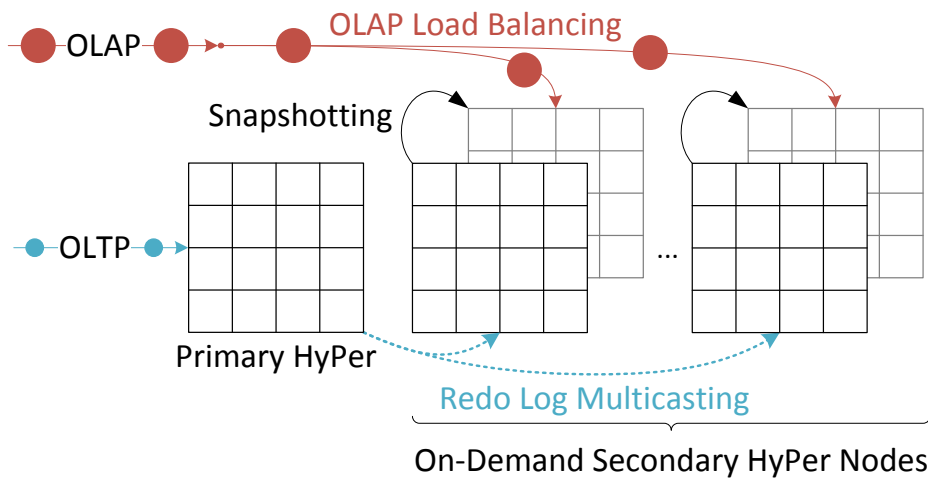 OLAP Load Balancing
OLAP
Snapshotting
OLTP
...
Primary HyPer
Redo Log Multicasting
On-Demand Secondary HyPer Nodes